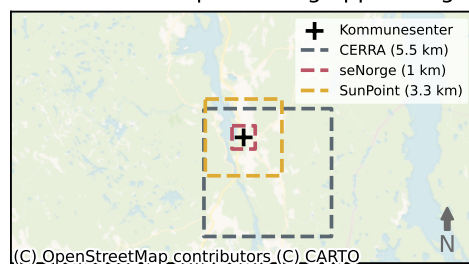 Kommunesenter
CERRA (5.5 km)
seNorge (1 km)
SunPoint (3.3 km)
N
(C) OpenStreetMap contributors (C) CARTO